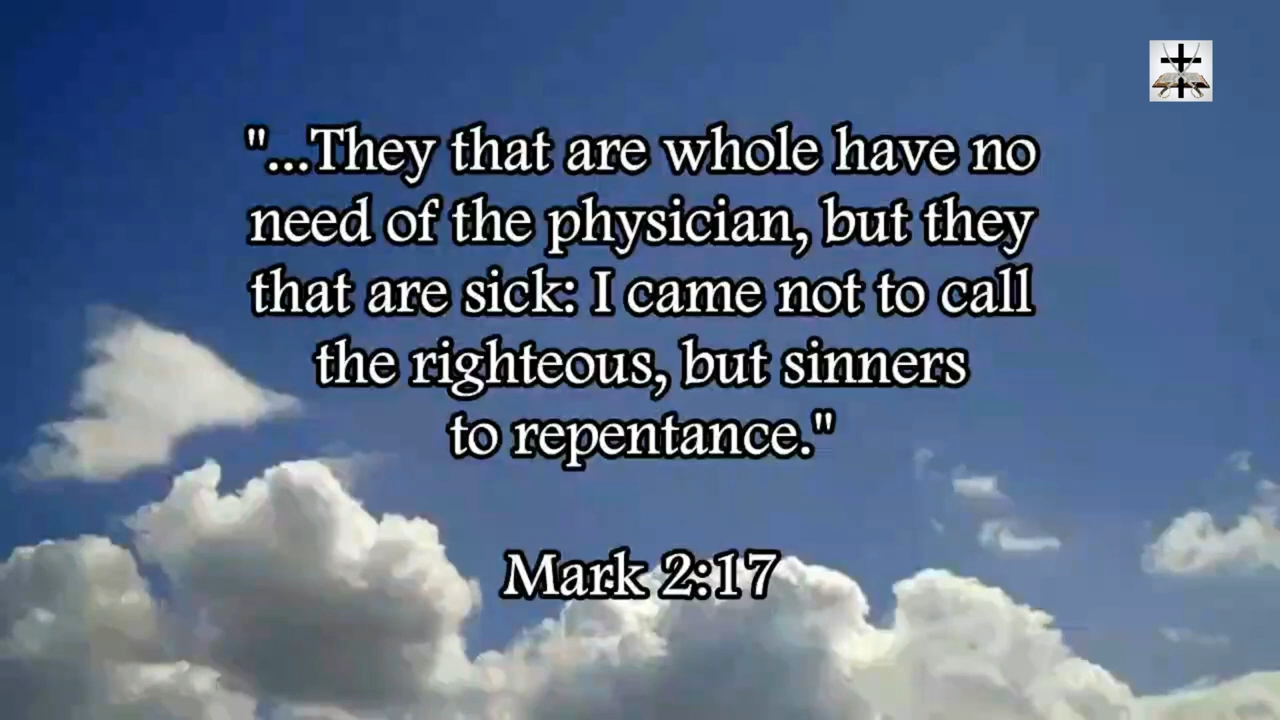 "...They that are whole have no
need of the physician, but they
that are sick: I came not to call
the righteous, but sinners
to repentance."
Mark 2:17